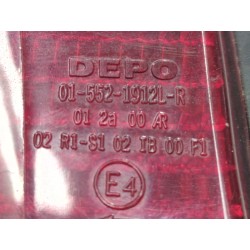 DEPO
01-552-1912L-R
01 2a 00 AR
02 R1-S1 02 IB 00 F1
E4